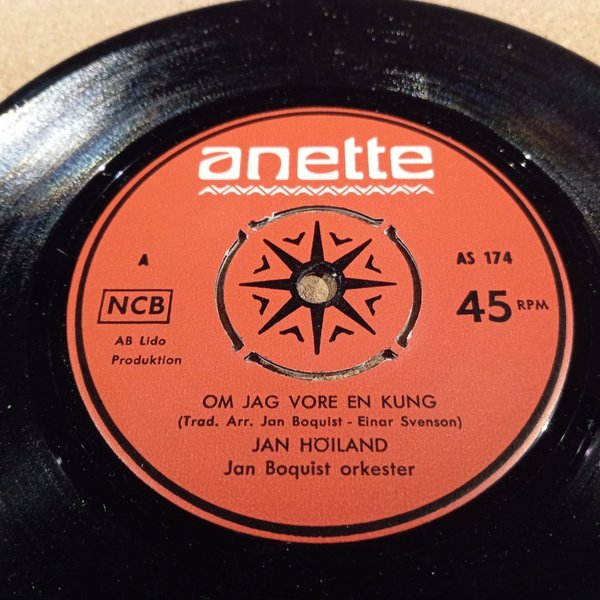 anette
A
AS 174
NCB
45 RPM
AB Lido
Produktion
OM JAG VORE EN KUNG
(Trad. Arr. Jan Boquist - Einar Svenson)
JAN HÖILAND
Jan Boquist orkester